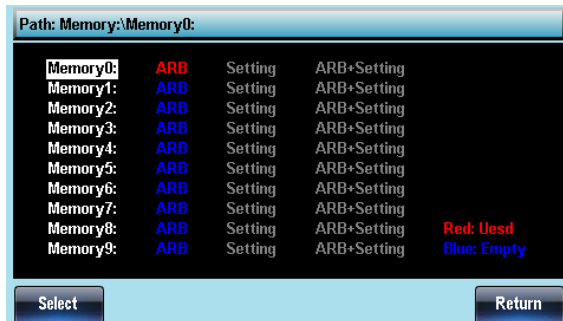 Path: Memory:\Memory0:
Memory0: ARB Setting ARB+Setting
Memory1: ARB Setting ARB+Setting
Memory2: ARB Setting ARB+Setting
Memory3: ARB Setting ARB+Setting
Memory4: ARB Setting ARB+Setting
Memory5: ARB Setting ARB+Setting
Memory6: ARB Setting ARB+Setting
Memory7: ARB Setting ARB+Setting
Memory8: ARB Setting ARB+Setting Red: Uesd
Memory9: ARB Setting ARB+Setting Blue: Empty
Select Return